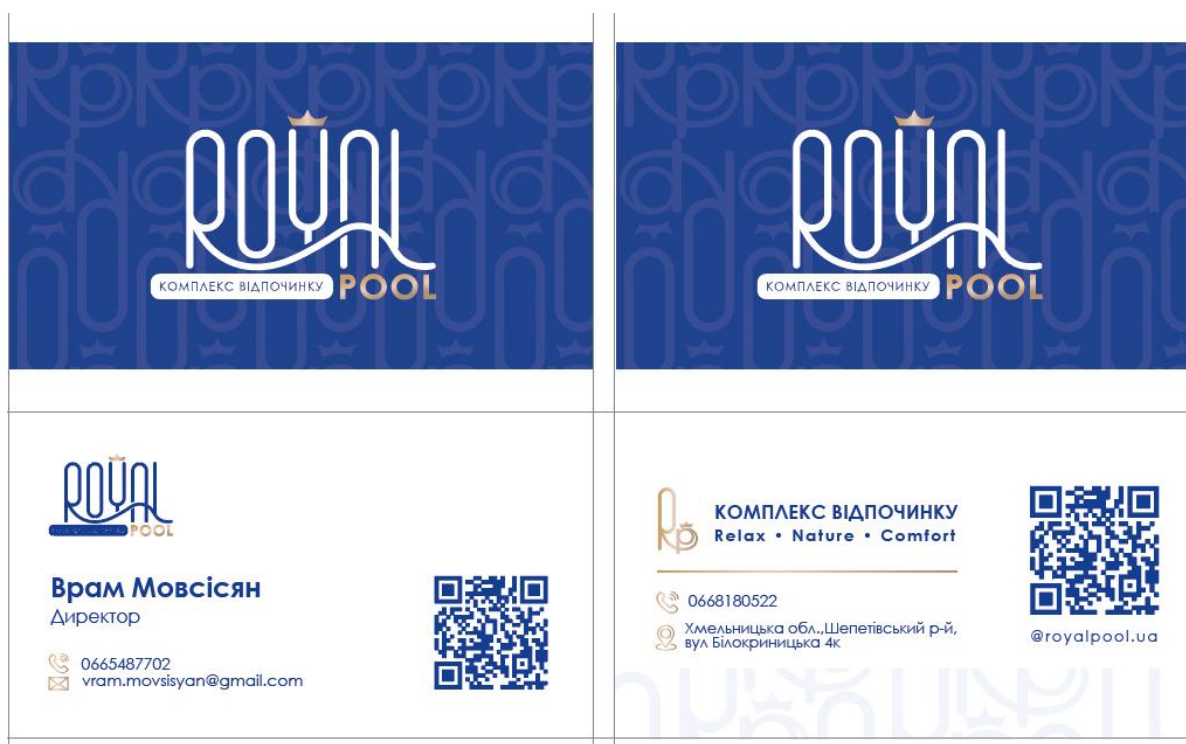 ROYAL
КОМПЛЕКС ВІДПОЧИНКУ POOL
ROYAL
КОМПЛЕКС ВІДПОЧИНКУ POOL
ROYAL
POOL
Врам Мовсісян
Директор
0665487702
vram.movsisyan@gmail.com
Rp
КОМПЛЕКС ВІДПОЧИНКУ
Relax • Nature • Comfort
0668180522
Хмельницька обл.,Шепетівський р-й,
вул Білокриницька 4к
@royalpool.ua